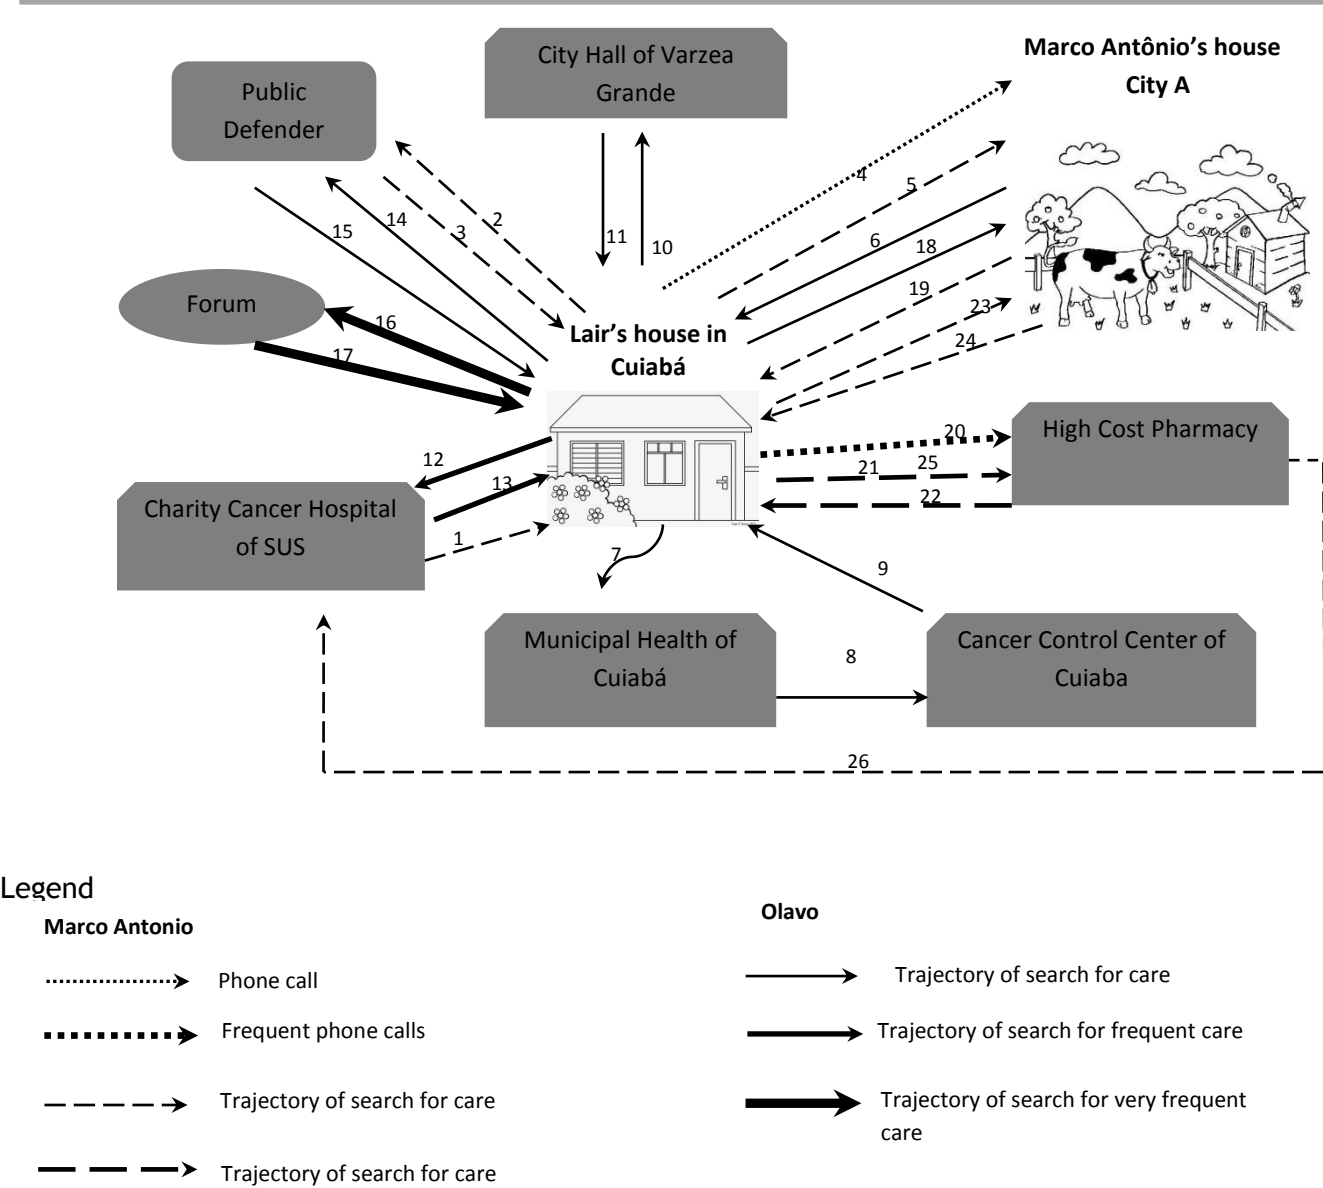 City Hall of Varzea
Grande
Marco Antônio’s house
City A
Public
Defender
4
5
2
3
14
15
11
10
6
18
19
23
24
Forum
16
17
Lair’s house in
Cuiabá
20
21
25
22
High Cost Pharmacy
12
13
1
Charity Cancer Hospital
of SUS
7
9
Municipal Health of
Cuiabá
8
Cancer Control Center of
Cuiaba
26
Legend
Marco Antonio
Phone call
Frequent phone calls
Trajectory of search for care
Trajectory of search for care
Olavo
Trajectory of search for care
Trajectory of search for frequent care
Trajectory of search for very frequent
care